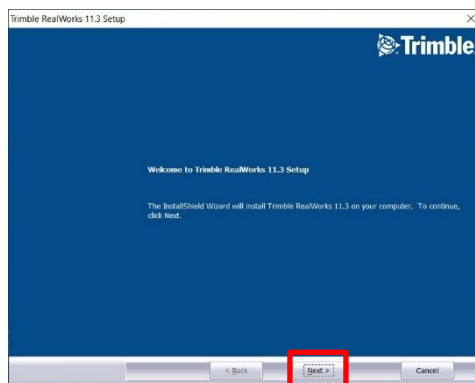 Trimble RealWorks 11.3 Setup
Trimble
Welcome to Trimble RealWorks 11.3 Setup
The InstallShield Wizard will install Trimble RealWorks 11.3 on your computer. To continue,
click Next.
< Back
Next >
Cancel